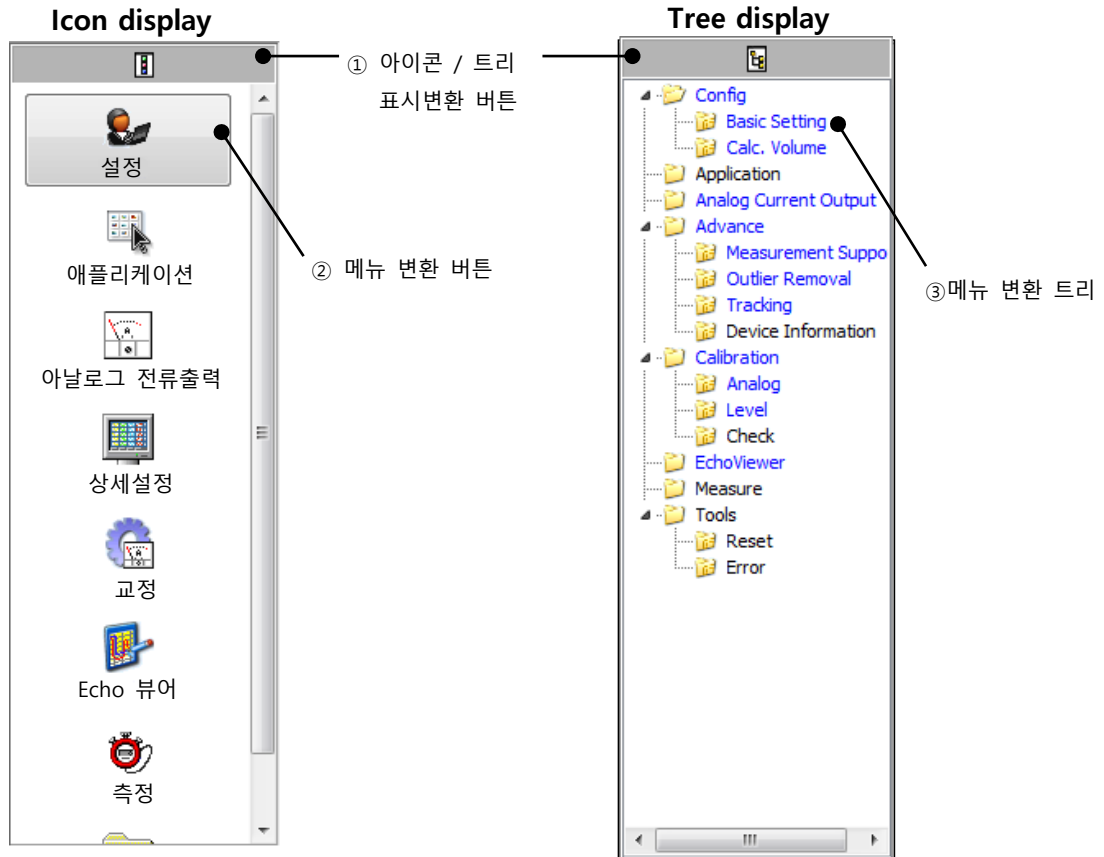 Icon display
Tree display
① 아이콘 / 트리
표시변환 버튼
설정
애플리케이션
아날로그 전류출력
상세설정
교정
Echo 뷰어
측정
② 메뉴 변환 버튼
Config
Basic Setting
Calc. Volume
Application
Analog Current Output
Advance
Measurement Suppo
Outlier Removal
Tracking
Device Information
Calibration
Analog
Level
Check
EchoViewer
Measure
Tools
Reset
Error
③메뉴 변환 트리